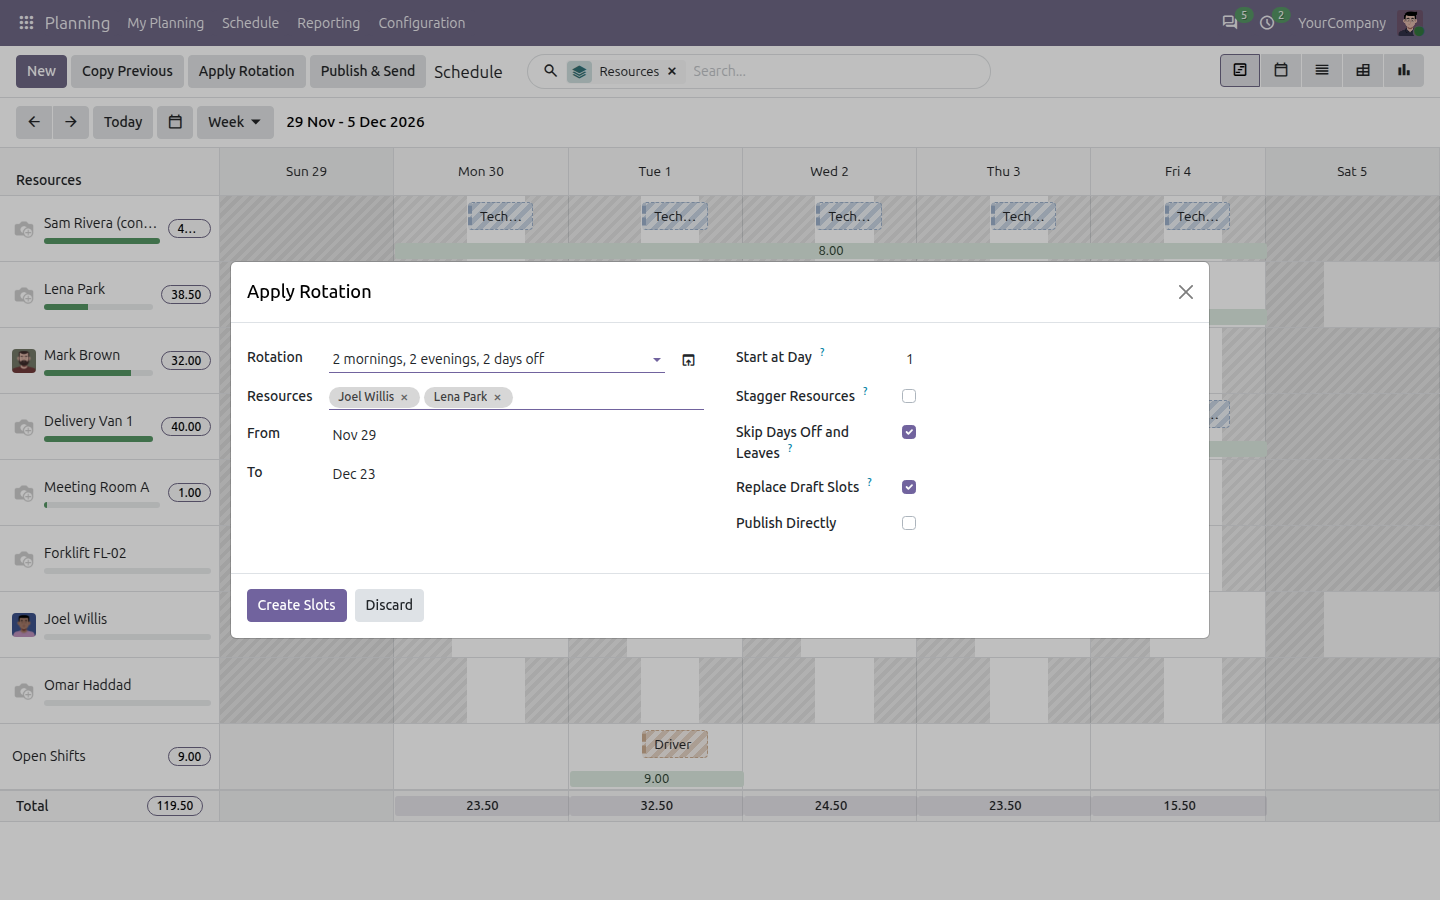 Planning My Planning Schedule Reporting Configuration 5 2 YourCompany
New Copy Previous Apply Rotation Publish & Send Schedule Resources Search...
Today Week 29 Nov - 5 Dec 2026
Resources Sun 29 Mon 30 Tue 1 Wed 2 Thu 3 Fri 4 Sat 5
Sam Rivera (con... 4... Tech... Tech... Tech... Tech... Tech...
8.00
Lena Park 38.50
Mark Brown 32.00
Delivery Van 1 40.00
Meeting Room A 1.00
Forklift FL-02
Joel Willis
Omar Haddad
Open Shifts 9.00 Driver
9.00
Total 119.50 23.50 32.50 24.50 23.50 15.50
Apply Rotation
Rotation 2 mornings, 2 evenings, 2 days off
Resources Joel Willis × Lena Park ×
From Nov 29
To Dec 23
Start at Day ? 1
Stagger Resources ?
Skip Days Off and
Leaves ?
Replace Draft Slots ?
Publish Directly
Create Slots Discard